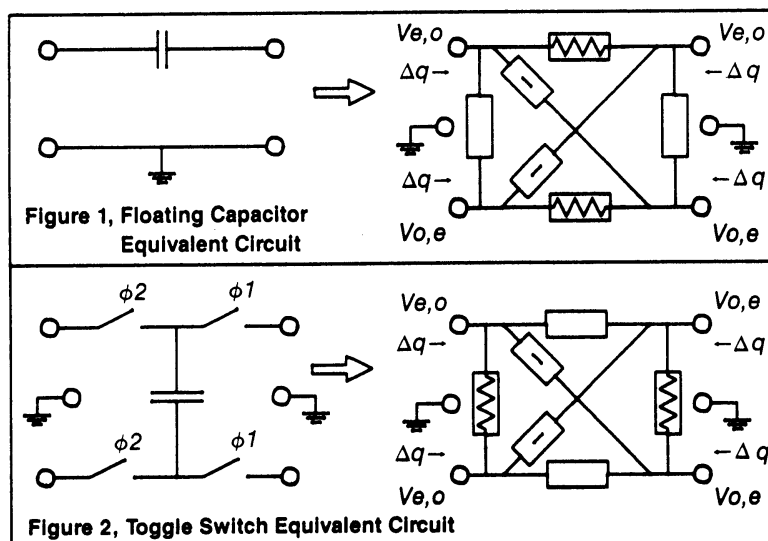 Ve,o Ve,o
Δq→ ←Δq
Δq→ ←Δq
Vo,e Vo,e
Figure 1, Floating Capacitor
Equivalent Circuit
ϕ2 ϕ1
Ve,o Vo,e
Δq→ ←Δq
ϕ2 ϕ1
Δq→ ←Δq
Ve,o Vo,e
Figure 2, Toggle Switch Equivalent Circuit